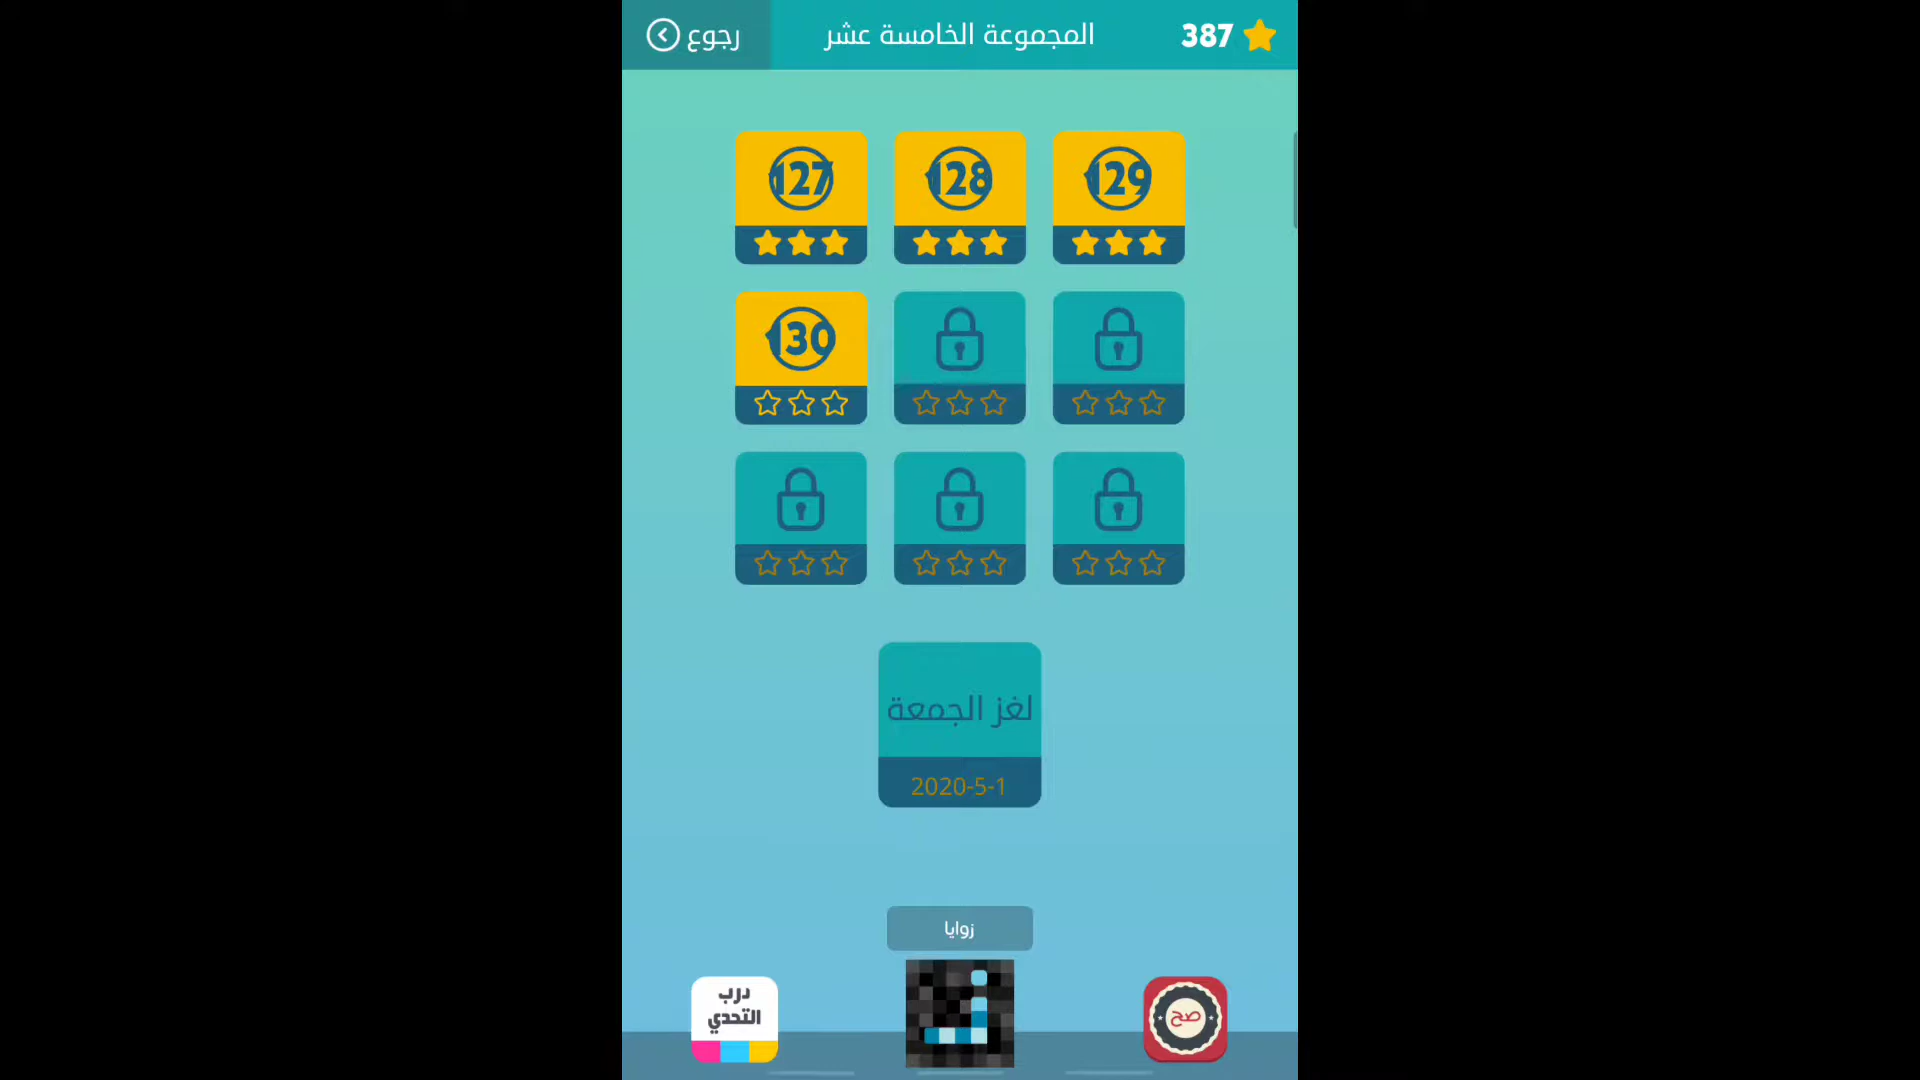 387
المجموعة الخامسة عشر
رجوع
127
128
129
130
لغز الجمعة
2020-5-1
زوايا
درب
التحدي
صح